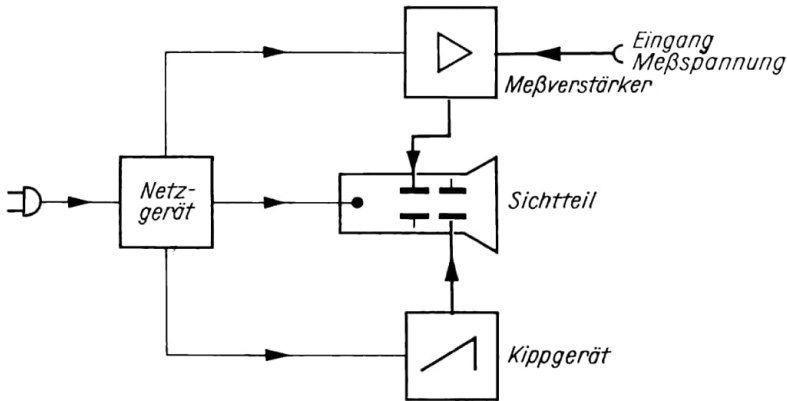 Eingang
Meßspannung
Meßverstärker
Netz-
gerät
Sichtteil
Kippgerät